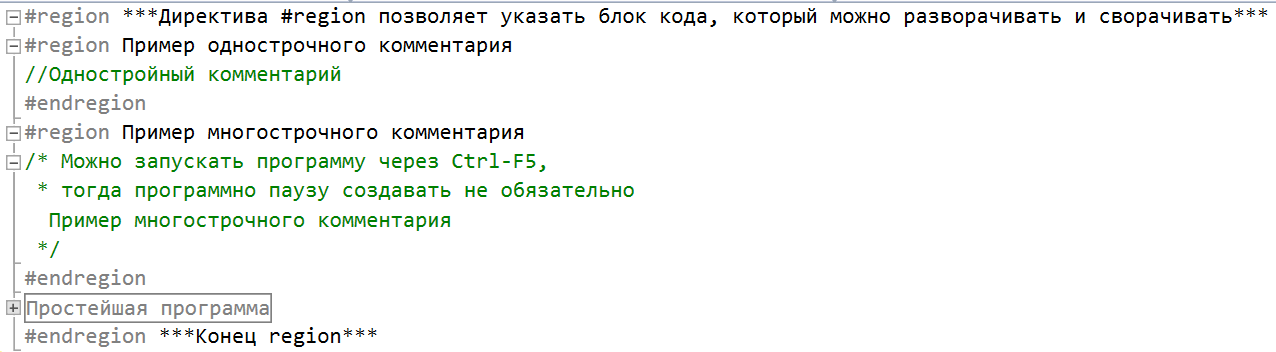 #region ***Директива #region позволяет указать блок кода, который можно разворачивать и сворачивать***
#region Пример однострочного комментария
//Одностройный комментарий
#endregion
#region Пример многострочного комментария
/* Можно запускать программу через Ctrl-F5,
* тогда программно паузу создавать не обязательно
Пример многострочного комментария
*/
#endregion
Простейшая программа
#endregion ***Конец region***